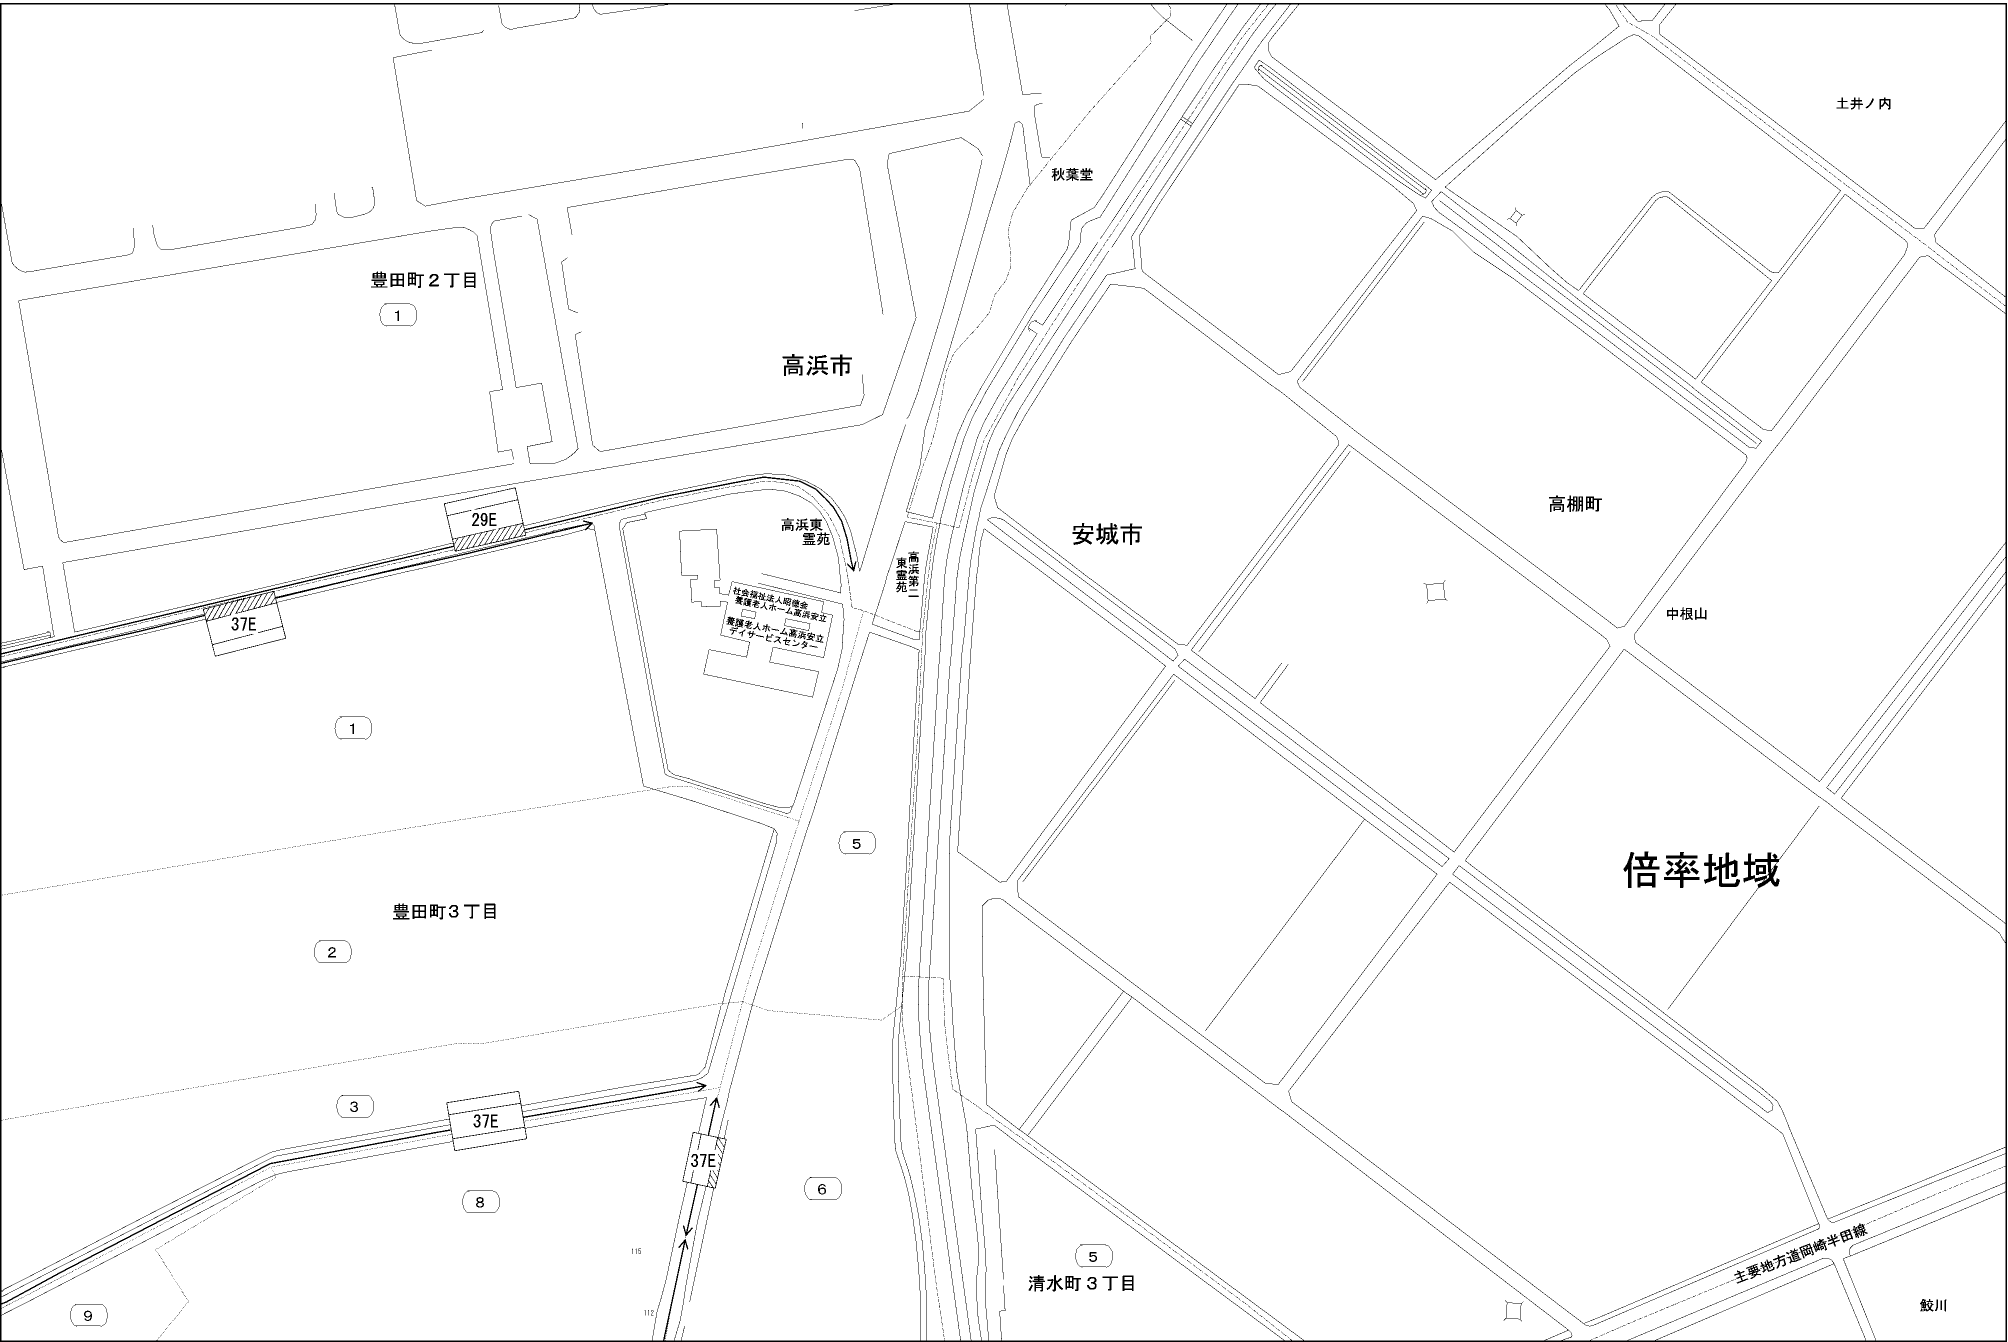 土井ノ内
秋葉堂
豊田町２丁目
1
高浜市
29E
高浜東
霊苑
高浜第二
東霊苑
安城市
高棚町
37E
社会福祉法人昭徳会
養護老人ホーム高浜安立
養護老人ホーム高浜安立
デイサービスセンター
中根山
1
5
倍率地域
豊田町３丁目
2
3
37E
37E
8
6
115
5
清水町３丁目
主要地方道岡崎半田線
112
9
鮫川